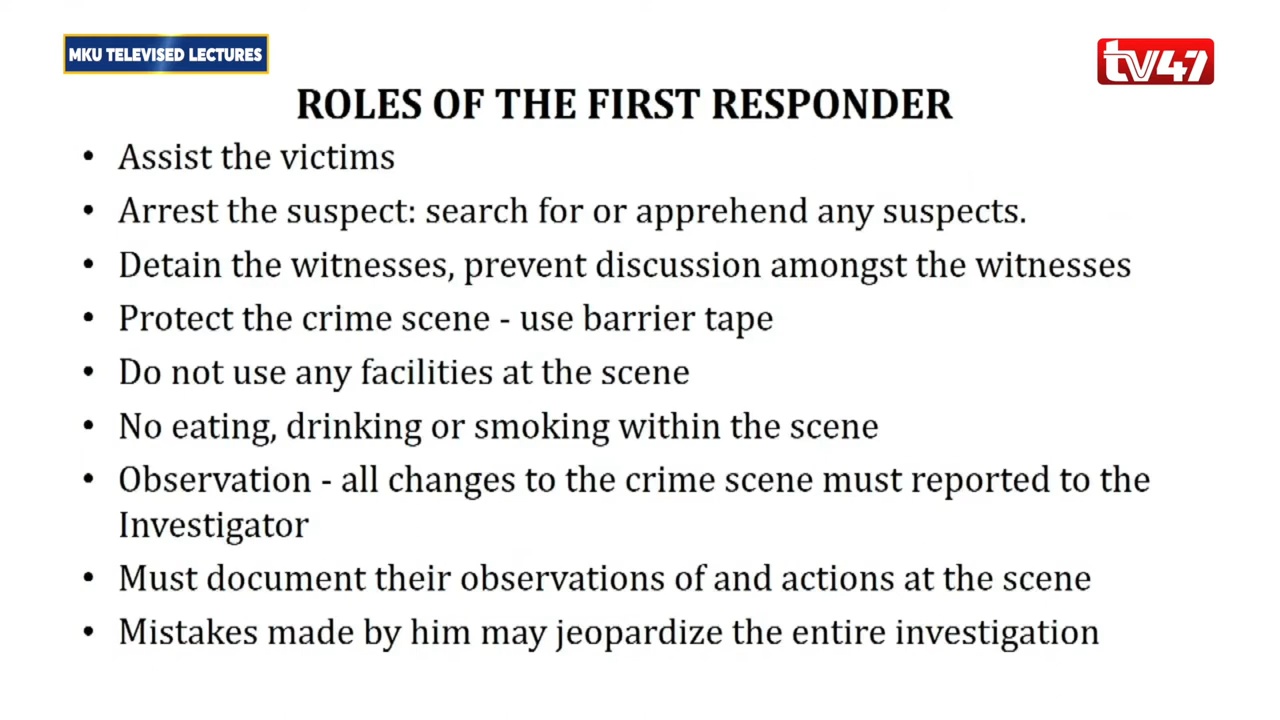 MKU TELEVISED LECTURES
tv47
ROLES OF THE FIRST RESPONDER
• Assist the victims
• Arrest the suspect: search for or apprehend any suspects.
• Detain the witnesses, prevent discussion amongst the witnesses
• Protect the crime scene - use barrier tape
• Do not use any facilities at the scene
• No eating, drinking or smoking within the scene
• Observation - all changes to the crime scene must reported to the
Investigator
• Must document their observations of and actions at the scene
• Mistakes made by him may jeopardize the entire investigation